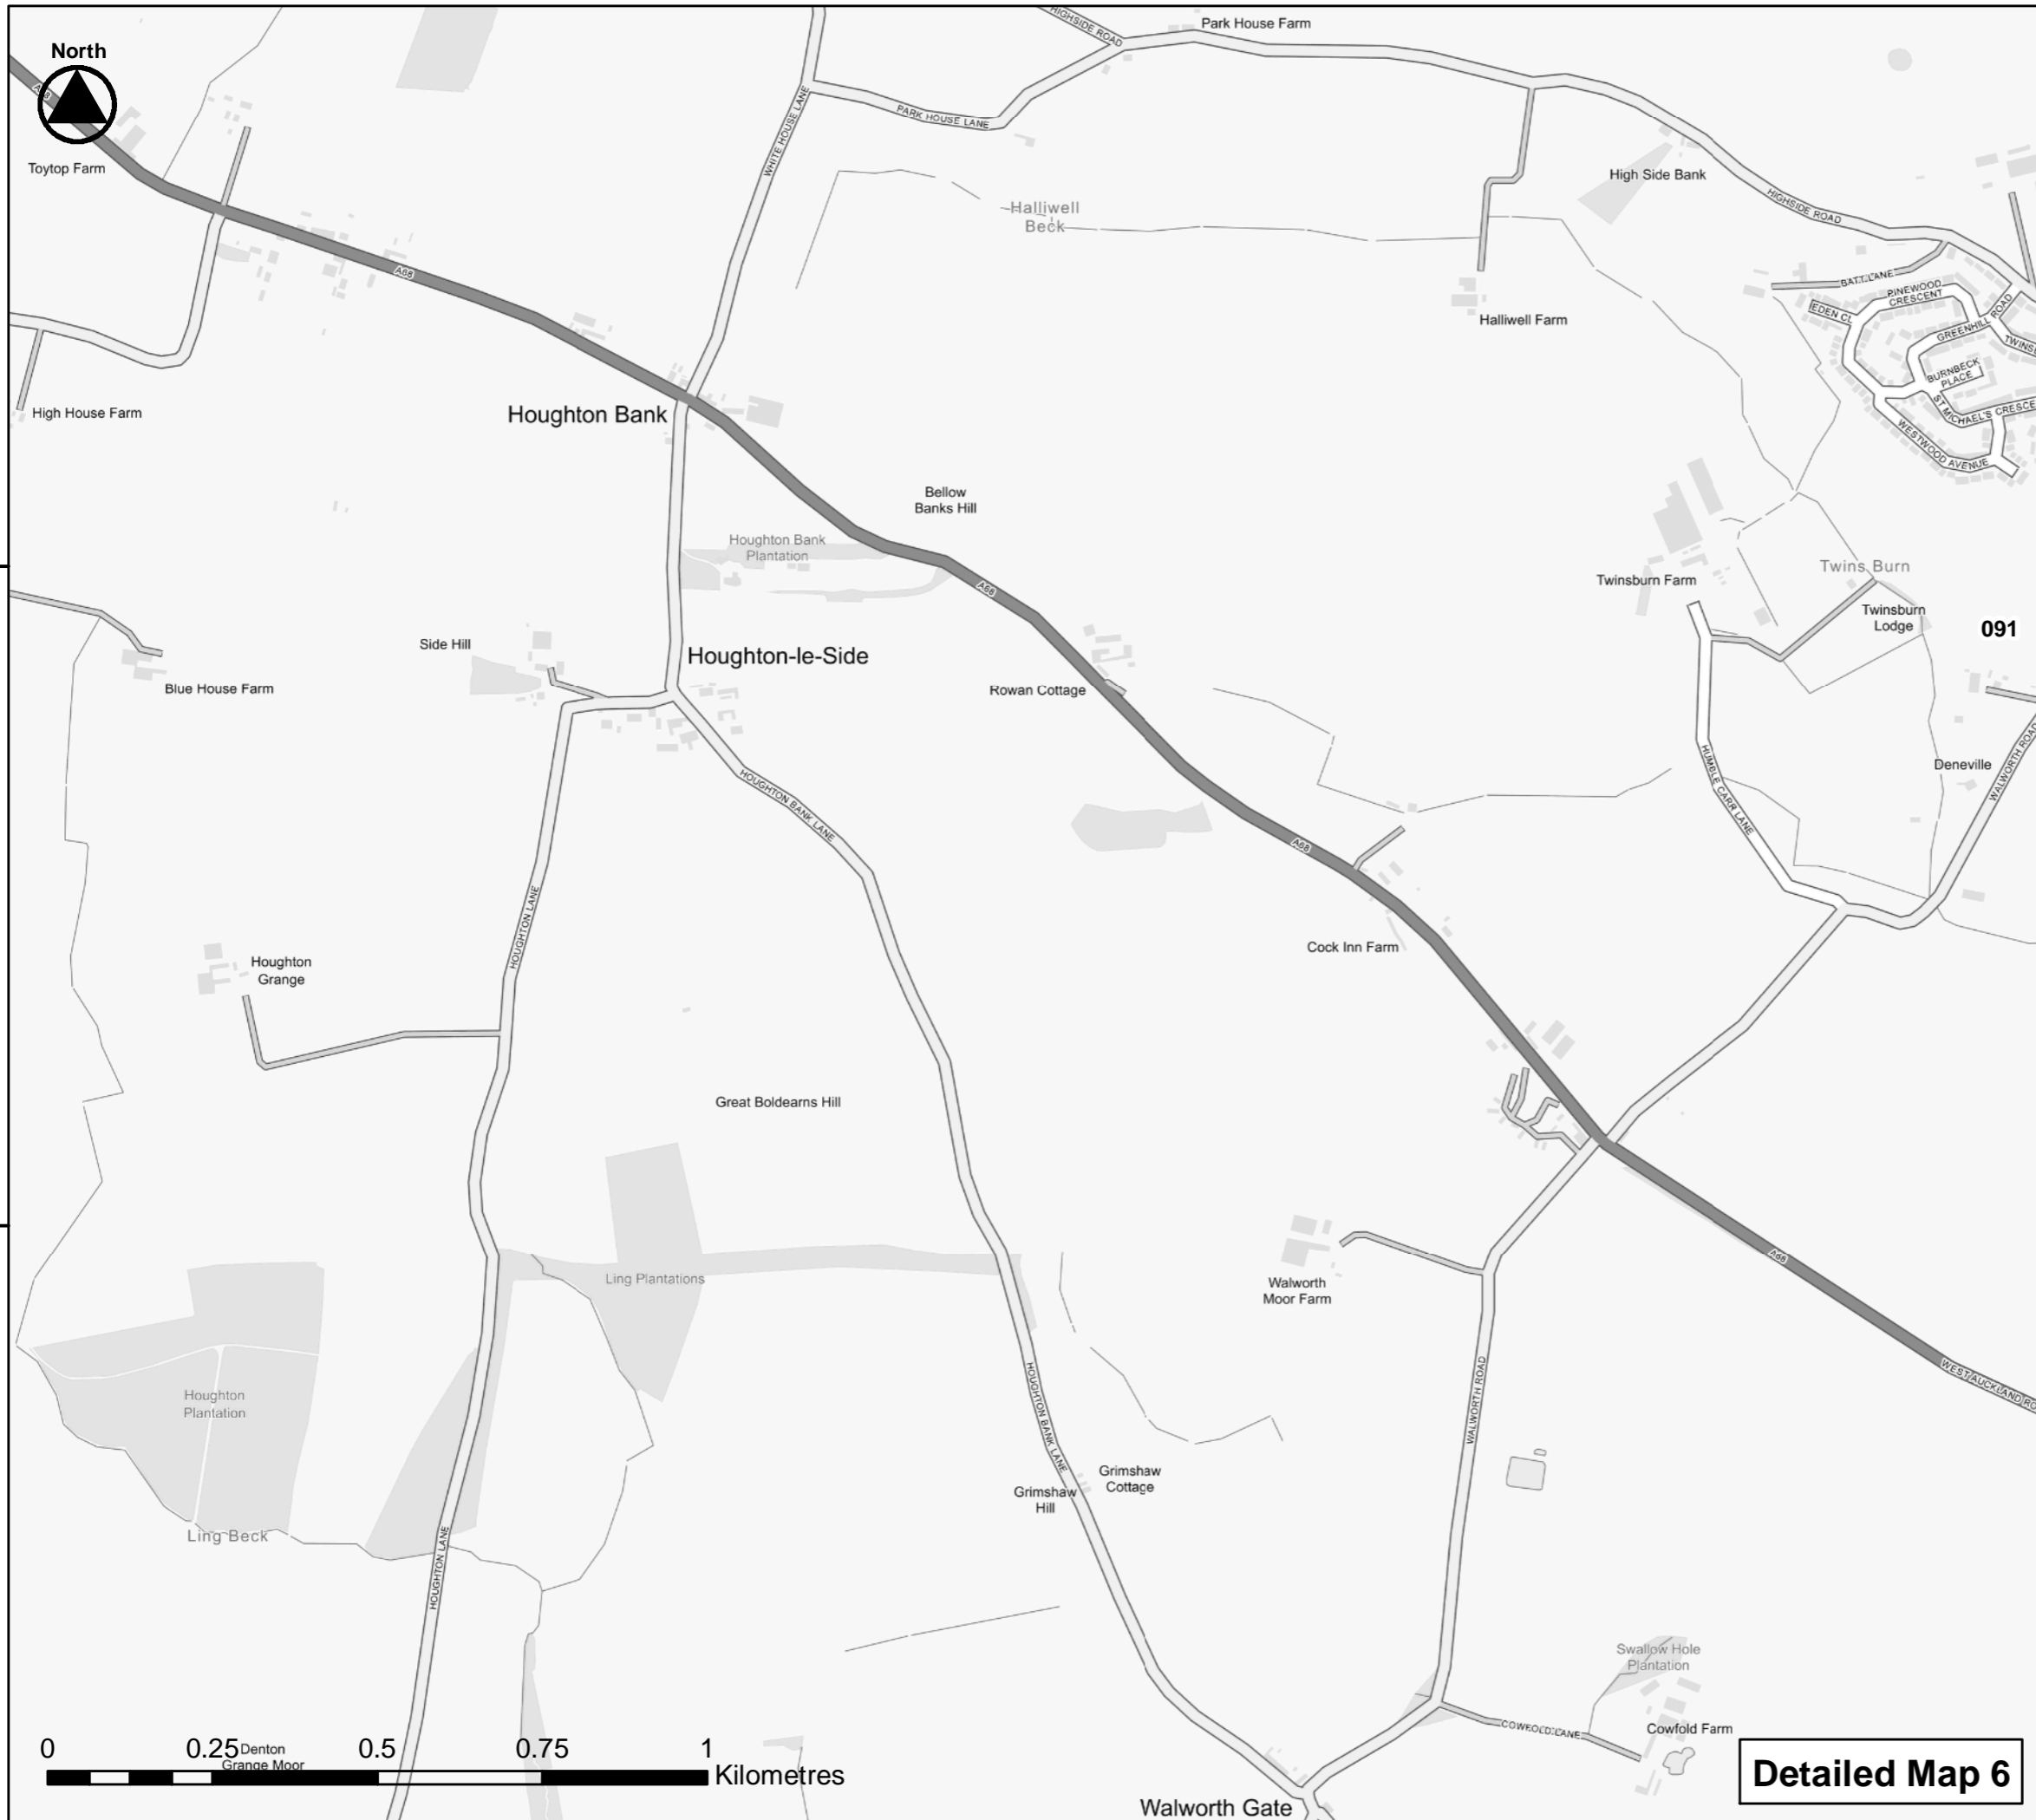 HIGHSIDE ROAD
Park House Farm
North
A68
Toytop Farm
WHITE HOUSE LANE
PARK HOUSE LANE
High Side Bank
HIGHSIDE ROAD
Halliwell
Beck
A68
BATT LANE
PINEWOOD
CRESCENT
EDEN CL
GREENHILL ROAD
Halliwell Farm
BURNBECK
PLACE
High House Farm
Houghton Bank
ST MICHAEL'S CRESCE
WESTWOOD AVENUE
Bellow
Banks Hill
Houghton Bank
Plantation
A68
Twinsburn Farm
Twins Burn
Twinsburn
Lodge
091
Side Hill
Houghton-le-Side
Blue House Farm
Rowan Cottage
HUMBLE CARR LANE
Deneville
WALWORTH ROAD
HOUGHTON BANK LANE
A68
HOUGHTON LANE
Cock Inn Farm
Houghton
Grange
Great Boldearns Hill
A68
Ling Plantations
Walworth
Moor Farm
WEST AUCKLAND RO
Houghton
Plantation
HOUGHTON BANK LANE
WALWORTH ROAD
Grimshaw
Cottage
Grimshaw
Hill
Ling Beck
HOUGHTON LANE
Swallow Hole
Plantation
COWFOLD LANE
Cowfold Farm
0 0.25 0.5 0.75 1
Denton
Grange Moor
Kilometres
Detailed Map 6
Walworth Gate